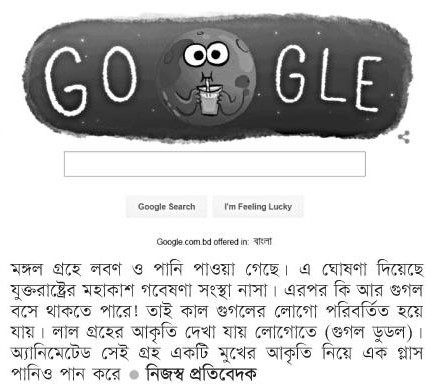 GOOGLE
Google Search
I'm Feeling Lucky
Google.com.bd offered in: বাংলা
মঙ্গল গ্রহে লবণ ও পানি পাওয়া গেছে। এ ঘোষণা দিয়েছে
যুক্তরাষ্ট্রের মহাকাশ গবেষণা সংস্থা নাসা। এরপর কি আর গুগল
বসে থাকতে পারে! তাই কাল গুগলের লোগো পরিবর্তিত হয়ে
যায়। লাল গ্রহের আকৃতি দেখা যায় লোগোতে (গুগল ডুডল)।
অ্যানিমেটেড সেই গ্রহ একটি মুখের আকৃতি নিয়ে এক গ্লাস
পানিও পান করে ● নিজস্ব প্রতিবেদক